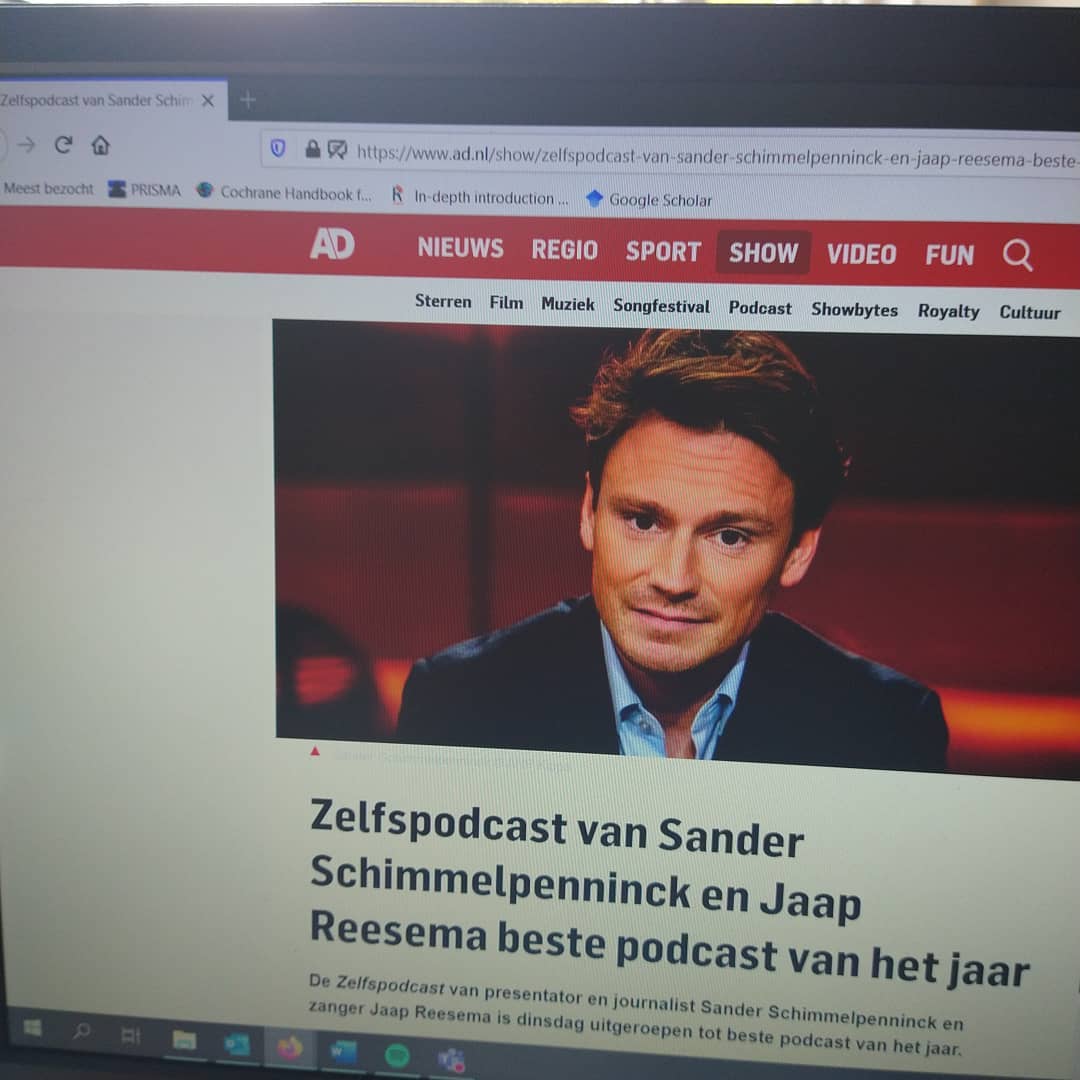 Zelfspodcast van Sander Schim
https://www.ad.nl/show/zelfspodcast-van-sander-schimmelpenninck-en-jaap-reesema-beste-
Meest bezocht PRISMA Cochrane Handbook f... In-depth introduction ... Google Scholar
AD NIEUWS REGIO SPORT SHOW VIDEO FUN
Sterren Film Muziek Songfestival Podcast Showbytes Royalty Cultuur
Zelfspodcast van Sander
Schimmelpenninck en Jaap
Reesema beste podcast van het jaar
De Zelfspodcast van presentator en journalist Sander Schimmelpenninck en
zanger Jaap Reesema is dinsdag uitgeroepen tot beste podcast van het jaar.